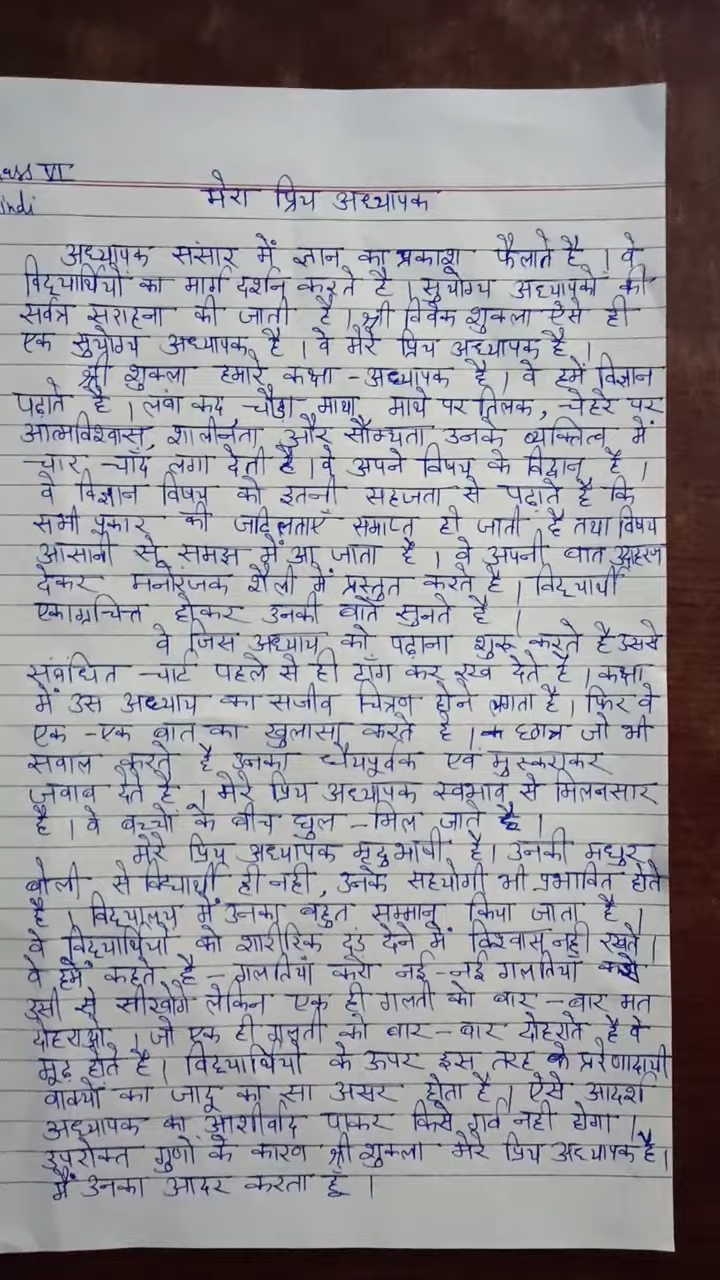 ass VI
indi
मेरा प्रिय अध्यापक
अध्यापक संसार में ज्ञान का प्रकाश फैलाते है । वे
विद्यार्थियों का मार्ग दर्शन करते है । सुयोग्य अध्यापको की
सर्वत्र सराहना की जाती है । श्री विवेक शुक्ला ऐसे ही
एक सुयोग्य अध्यापक है । वे मेरे प्रिय अध्यापक है ।
श्री शुक्ला हमारे कक्षा - अध्यापक है । वे हमें विज्ञान
पढ़ाते है । लंबा कद, चौड़ा माथा, माथे पर तिलक, चेहरे पर
आत्मविश्वास, शालीनता और सौम्यता उनके व्यक्तित्व में
चार - चाँद लगा देती है । वे अपने विषय के विद्वान है ।
वे विज्ञान विषय को इतनी सहजता से पढ़ाते है कि
सभी प्रकार की जटिलताएँ समाप्त हो जाती है तथा विषय
आसानी से समझ में आ जाता है । वे अपनी बात उदाहरण
देकर मनोरंजक शैली में प्रस्तुत करते है । विद्यार्थी
एकाग्रचित्त होकर उनकी बातें सुनते है ।
वे जिस अध्याय को पढ़ाना शुरू करते है उससे
संबंधित चार्ट पहले से ही टाँग कर रख देते है । कक्षा
में उस अध्याय का सजीव चित्रण होने लगता है । फिर वे
एक - एक बात का खुलासा करते है । छात्र जो भी
सवाल करते है उनका धैर्यपूर्वक एवं मुस्कराकर
जवाब देते है । मेरे प्रिय अध्यापक स्वभाव से मिलनसार
है । वे बच्चों के बीच घुल - मिल जाते है ।
मेरे प्रिय अध्यापक मृदुभाषी है । उनकी मधुर
बोली से विद्यार्थी ही नही, उनके सहयोगी भी प्रभावित होते
है । विद्यालय में उनका बहुत सम्मान किया जाता है ।
वे विद्यार्थियों को शारीरिक दंड देने में विश्वास नही रखते ।
वे हमें कहते है - गलतियाँ करो नई - नई गलतियाँ करो
उसी से सीखोगे लेकिन एक ही गलती को बार - बार मत
दोहराओ । जो एक ही गलती को बार - बार दोहराते है वे
मूढ़ होते है । विद्यार्थियों के ऊपर इस तरह के प्रेरणादायी
वाक्यों का जादू का सा असर होता है । ऐसे आदर्श
अध्यापक का आशीर्वाद पाकर किसे गर्व नही होगा ।
उपरोक्त गुणों के कारण श्री शुक्ला मेरे प्रिय अध्यापक है ।
मैं उनका आदर करता हूँ ।